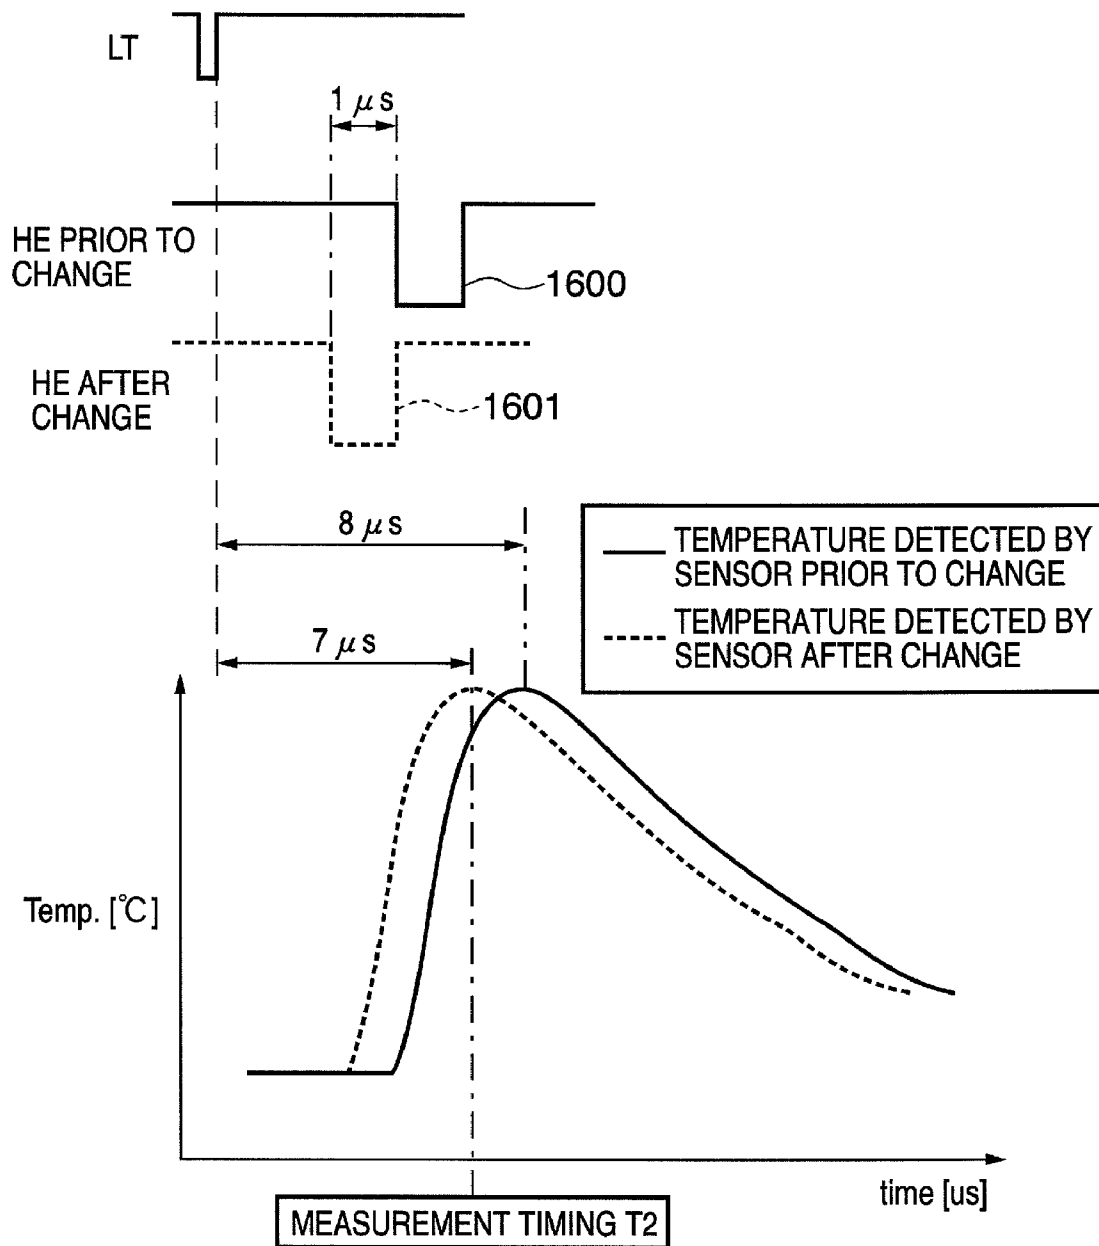 LT
1 μs
HE PRIOR TO
CHANGE
1600
HE AFTER
CHANGE
1601
8 μs
7 μs
TEMPERATURE DETECTED BY
SENSOR PRIOR TO CHANGE
TEMPERATURE DETECTED BY
SENSOR AFTER CHANGE
Temp. [℃]
time [us]
MEASUREMENT TIMING T2